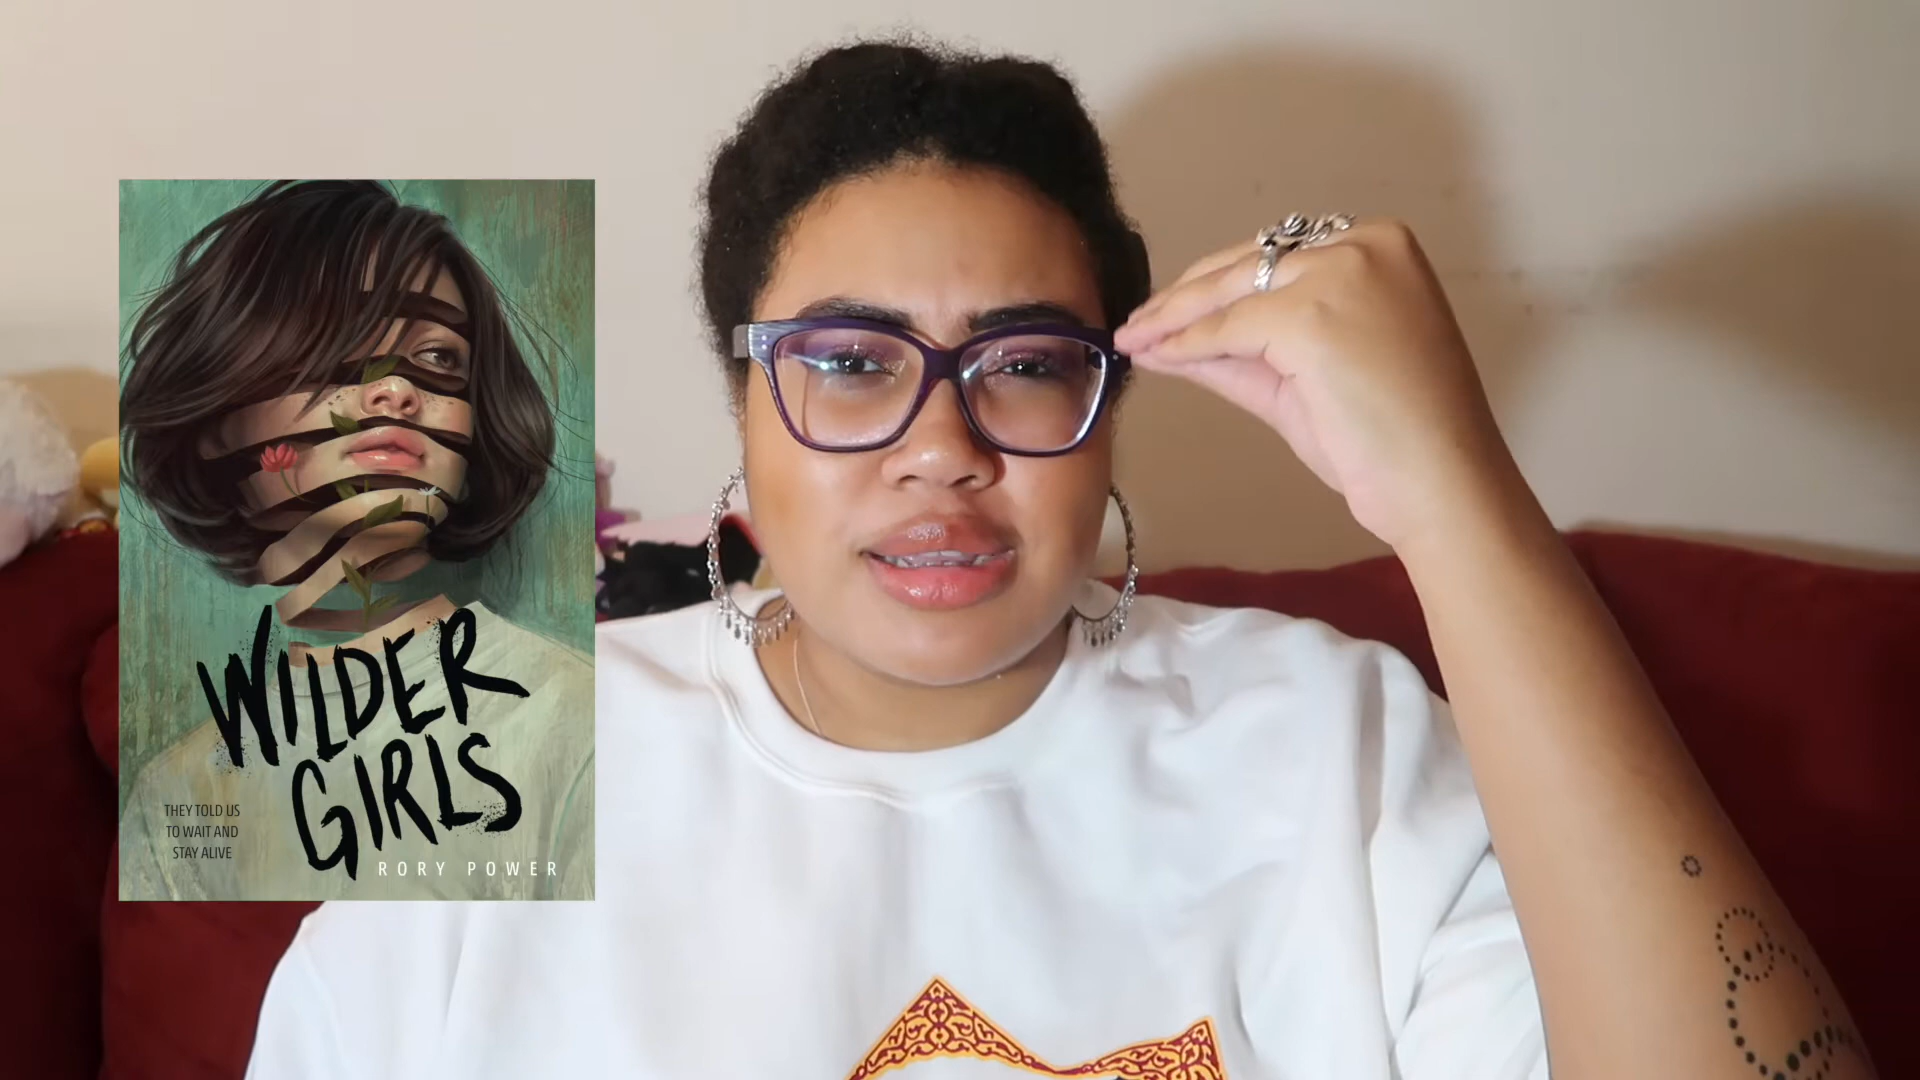 WILDER
GIRLS
THEY TOLD US
TO WAIT AND
STAY ALIVE
RORY POWER